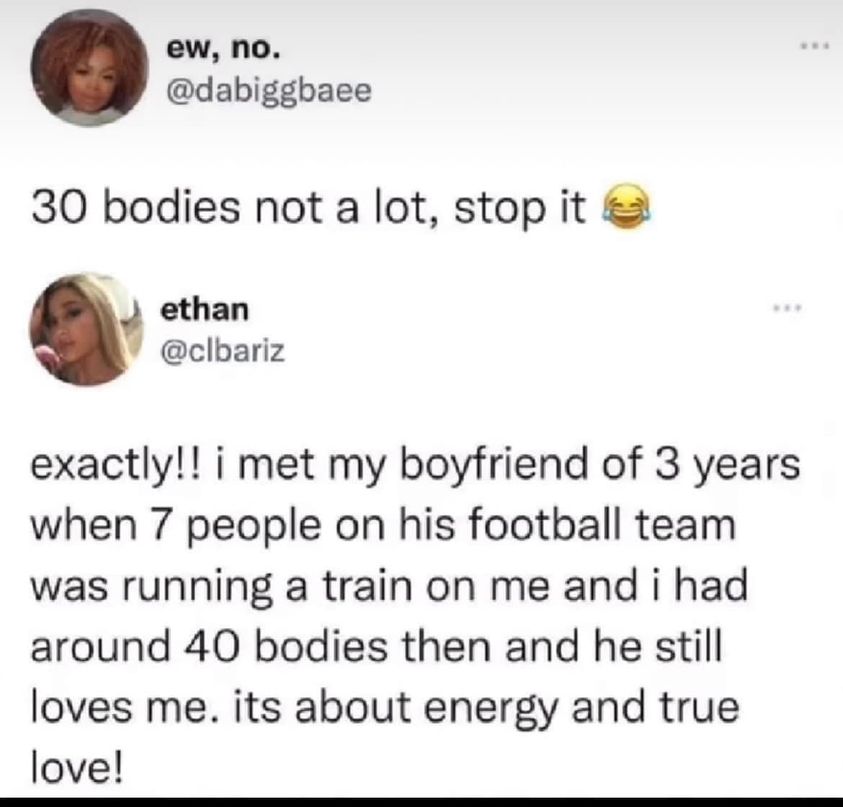 ew, no.
@dabiggbaee
30 bodies not a lot, stop it 😂
ethan
@clbariz
exactly!! i met my boyfriend of 3 years
when 7 people on his football team
was running a train on me and i had
around 40 bodies then and he still
loves me. its about energy and true
love!